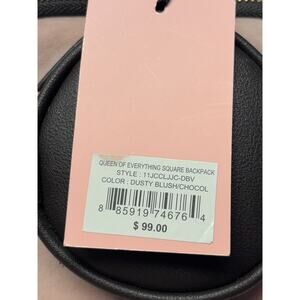 QUEEN OF EVERYTHING SQUARE BACKPACK
STYLE : 11JCCLJJC-DBV
COLOR : DUSTY BLUSH/CHOCOL
8 85919 74676 4
$ 99.00